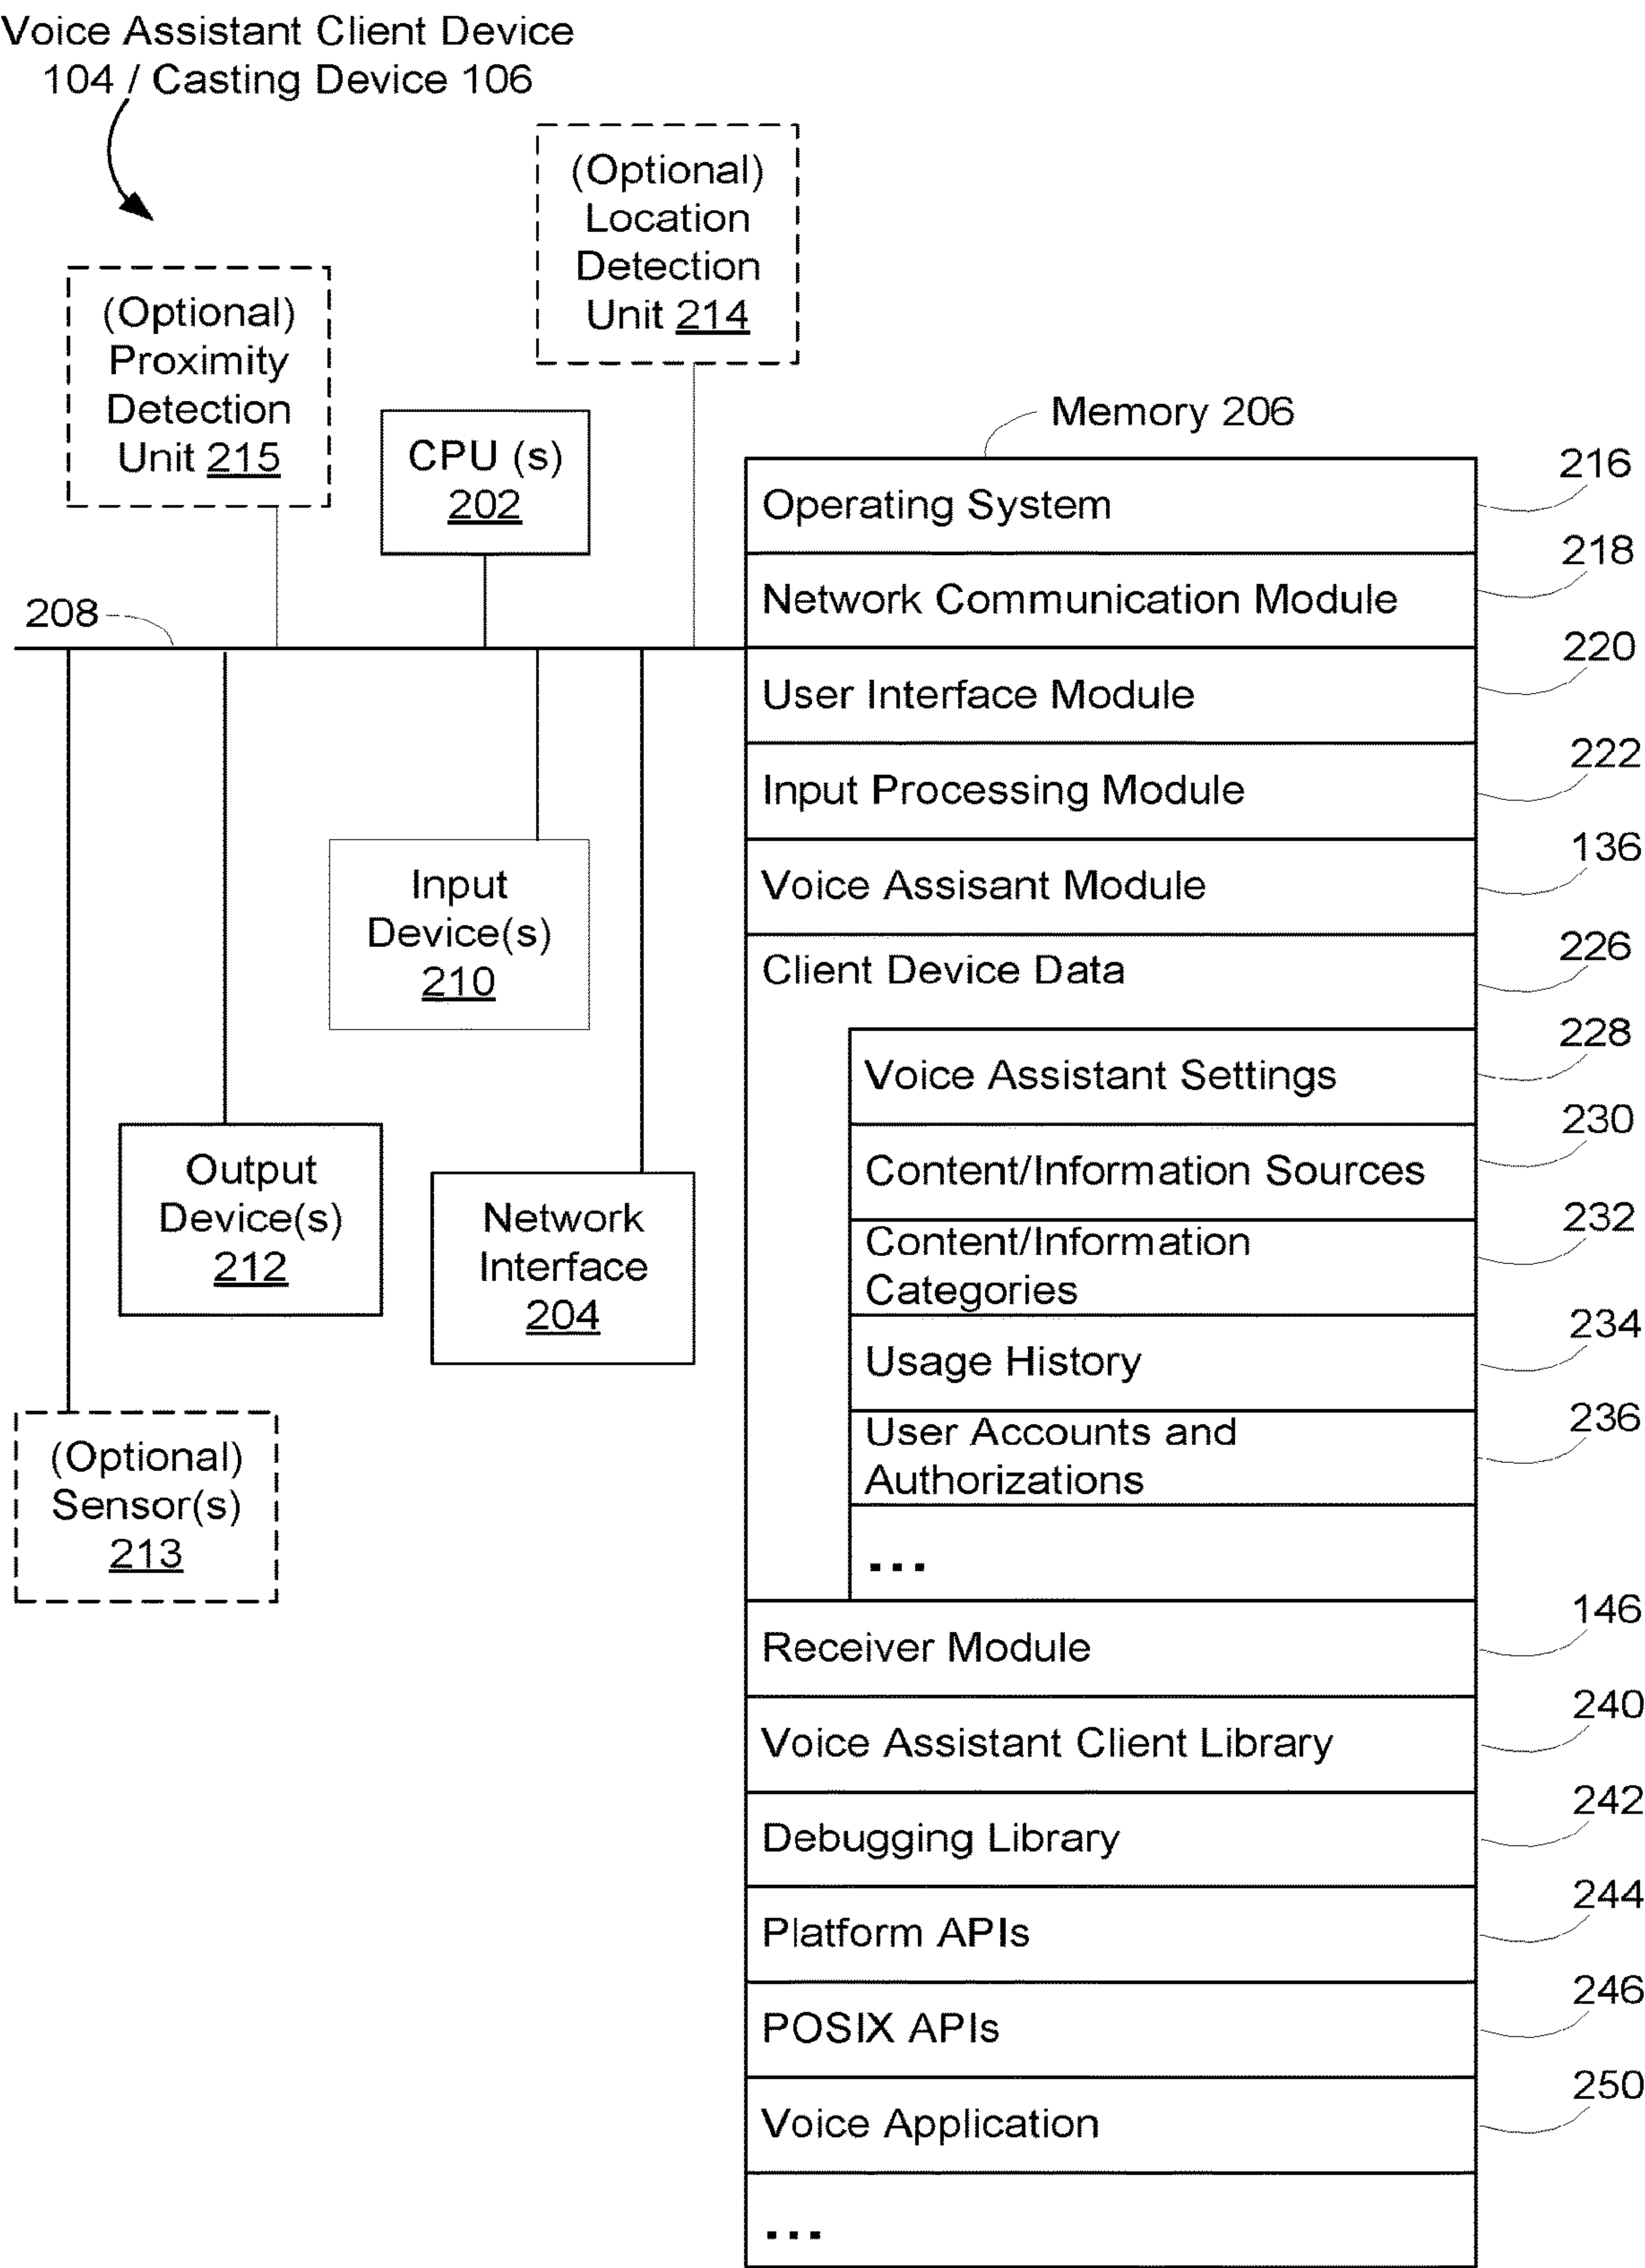 Voice Assistant Client Device
104 / Casting Device 106
(Optional)
Location
Detection
Unit 214
(Optional)
Proximity
Detection
Unit 215
CPU (s)
202
208
Input
Device(s)
210
Output
Device(s)
212
Network
Interface
204
(Optional)
Sensor(s)
213
Memory 206
Operating System
216
Network Communication Module
218
User Interface Module
220
Input Processing Module
222
Voice Assisant Module
136
Client Device Data
226
Voice Assistant Settings
228
Content/Information Sources
230
Content/Information
Categories
232
Usage History
234
User Accounts and
Authorizations
236
...
Receiver Module
146
Voice Assistant Client Library
240
Debugging Library
242
Platform APIs
244
POSIX APIs
246
Voice Application
250
...